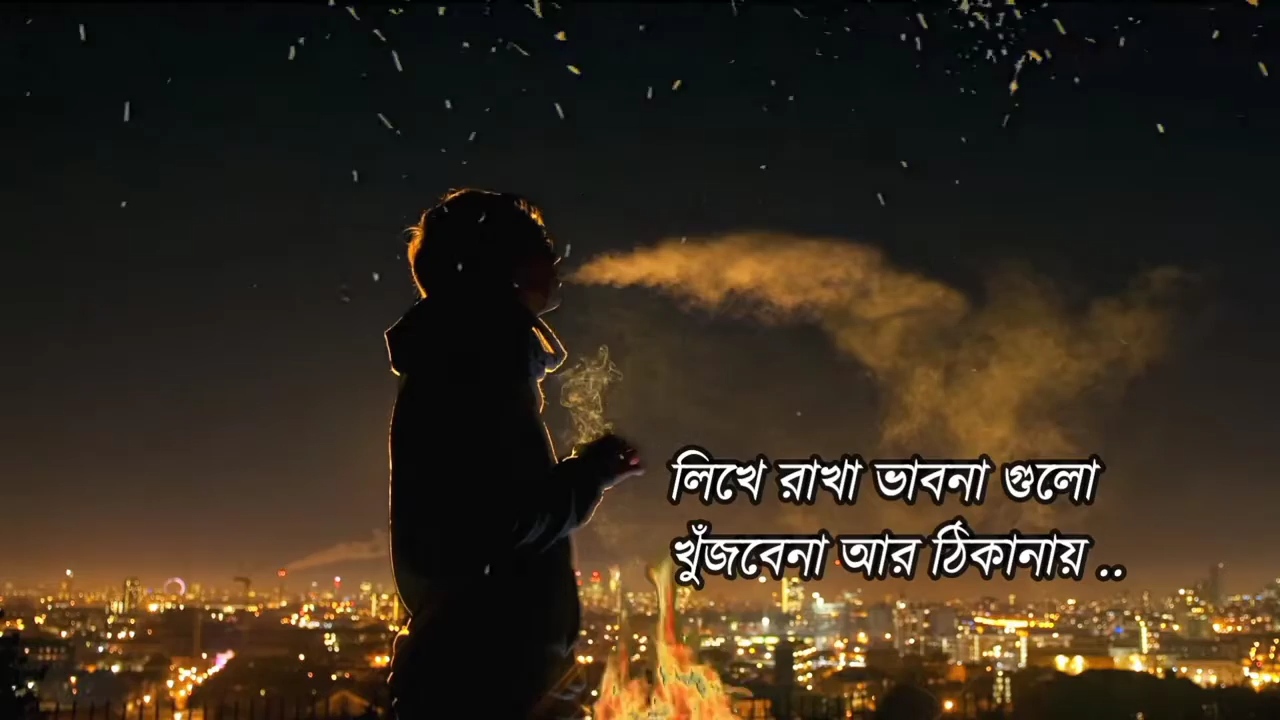 লিখে রাখা ভাবনা গুলো
খুঁজবেনা আর ঠিকানায় ..